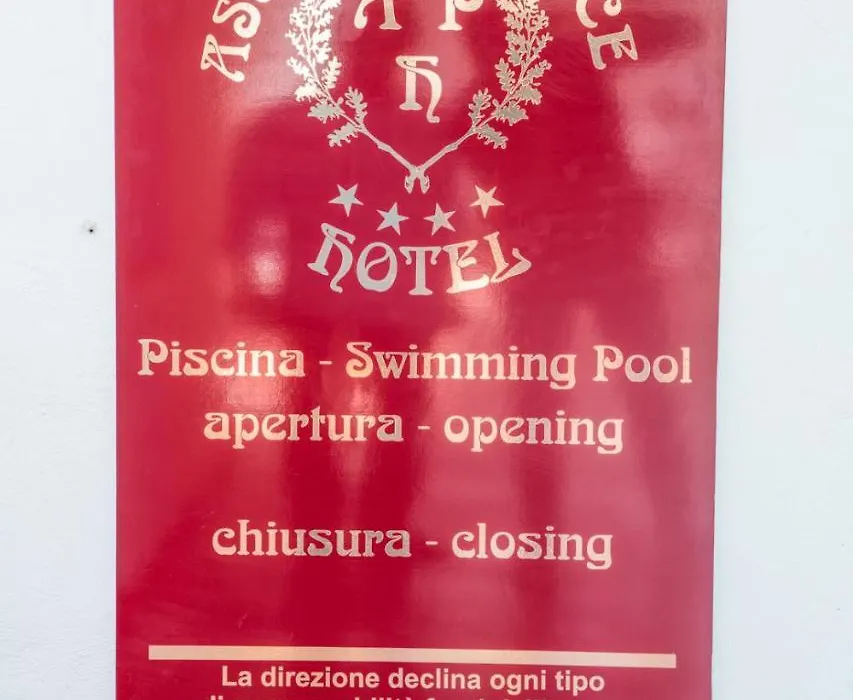 A P
H
HOTEL
Piscina - Swimming Pool
apertura - opening
chiusura - closing
La direzione declina ogni tipo